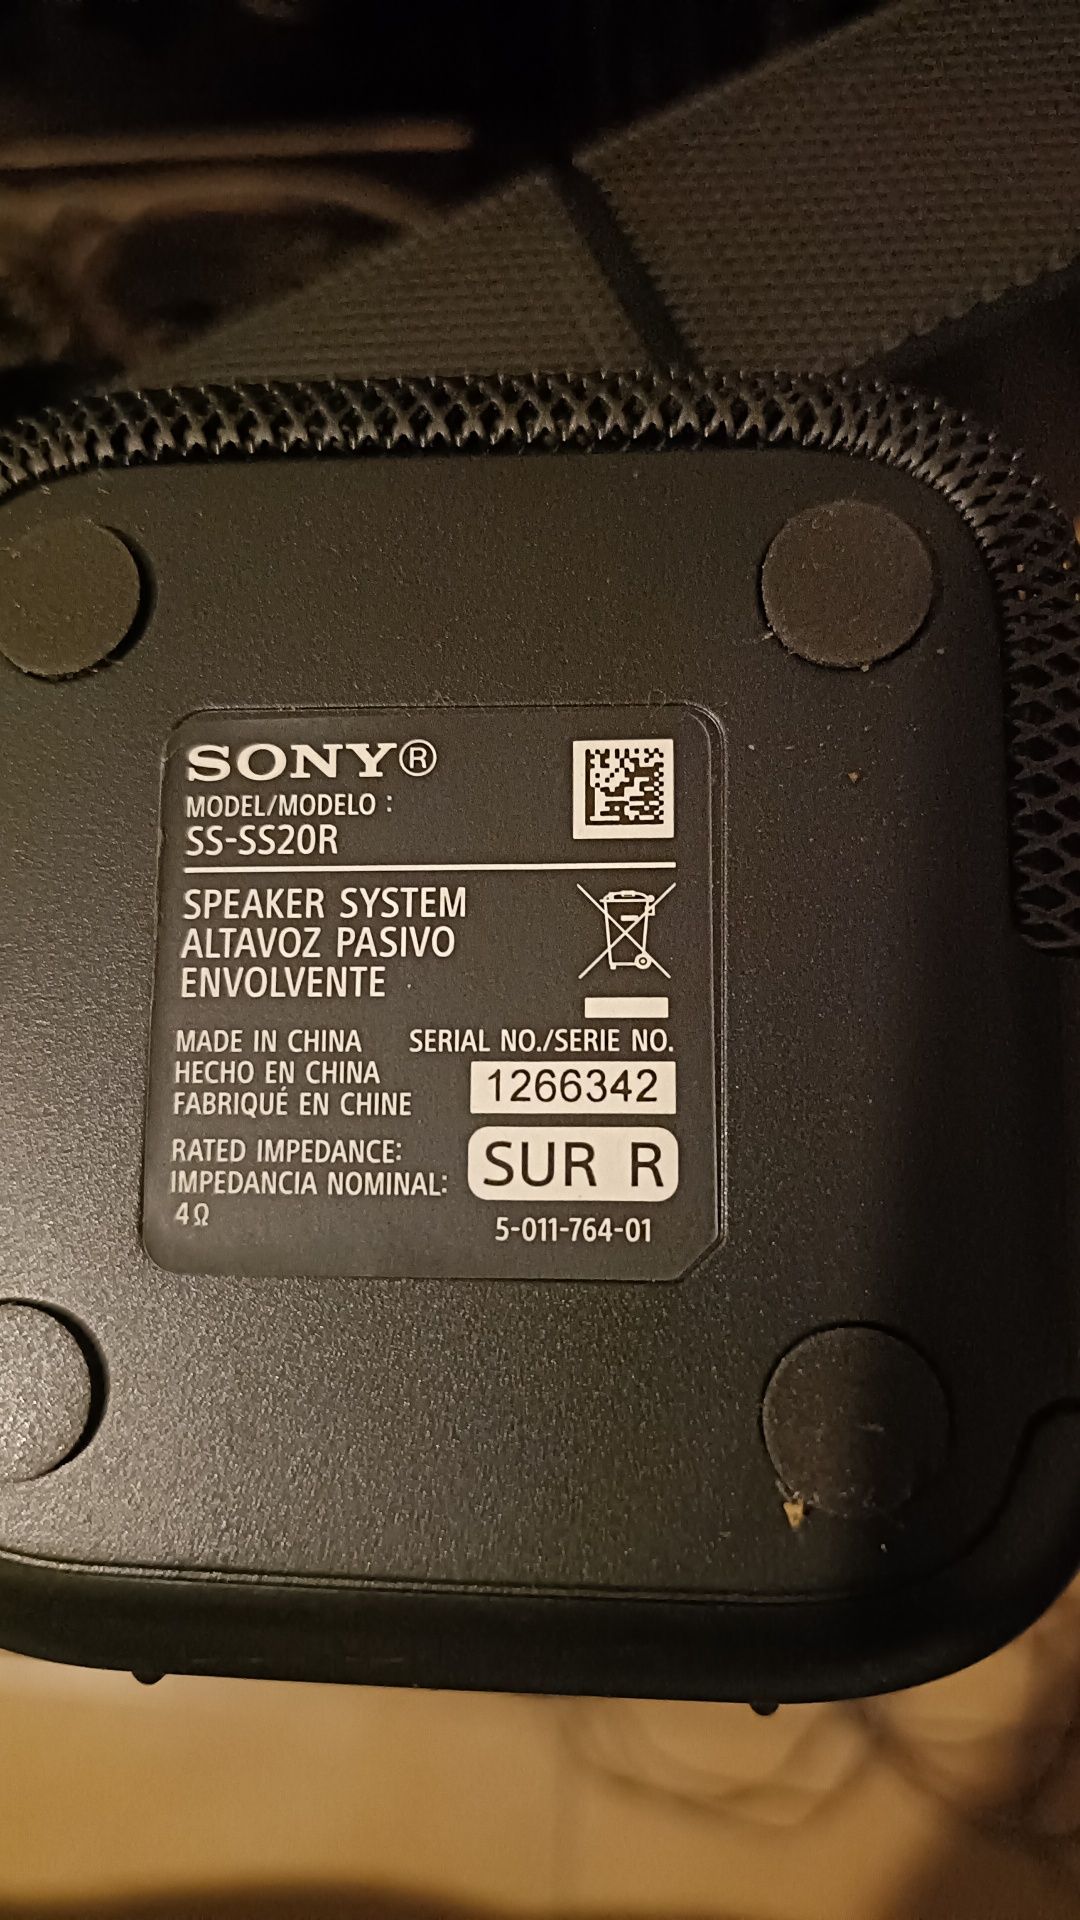 SONY®
MODEL/MODELO :
SS-SS20R
SPEAKER SYSTEM
ALTAVOZ PASIVO
ENVOLVENTE
MADE IN CHINA
HECHO EN CHINA
FABRIQUÉ EN CHINE
SERIAL NO./SERIE NO.
1266342
RATED IMPEDANCE:
IMPEDANCIA NOMINAL:
4Ω
SUR R
5-011-764-01